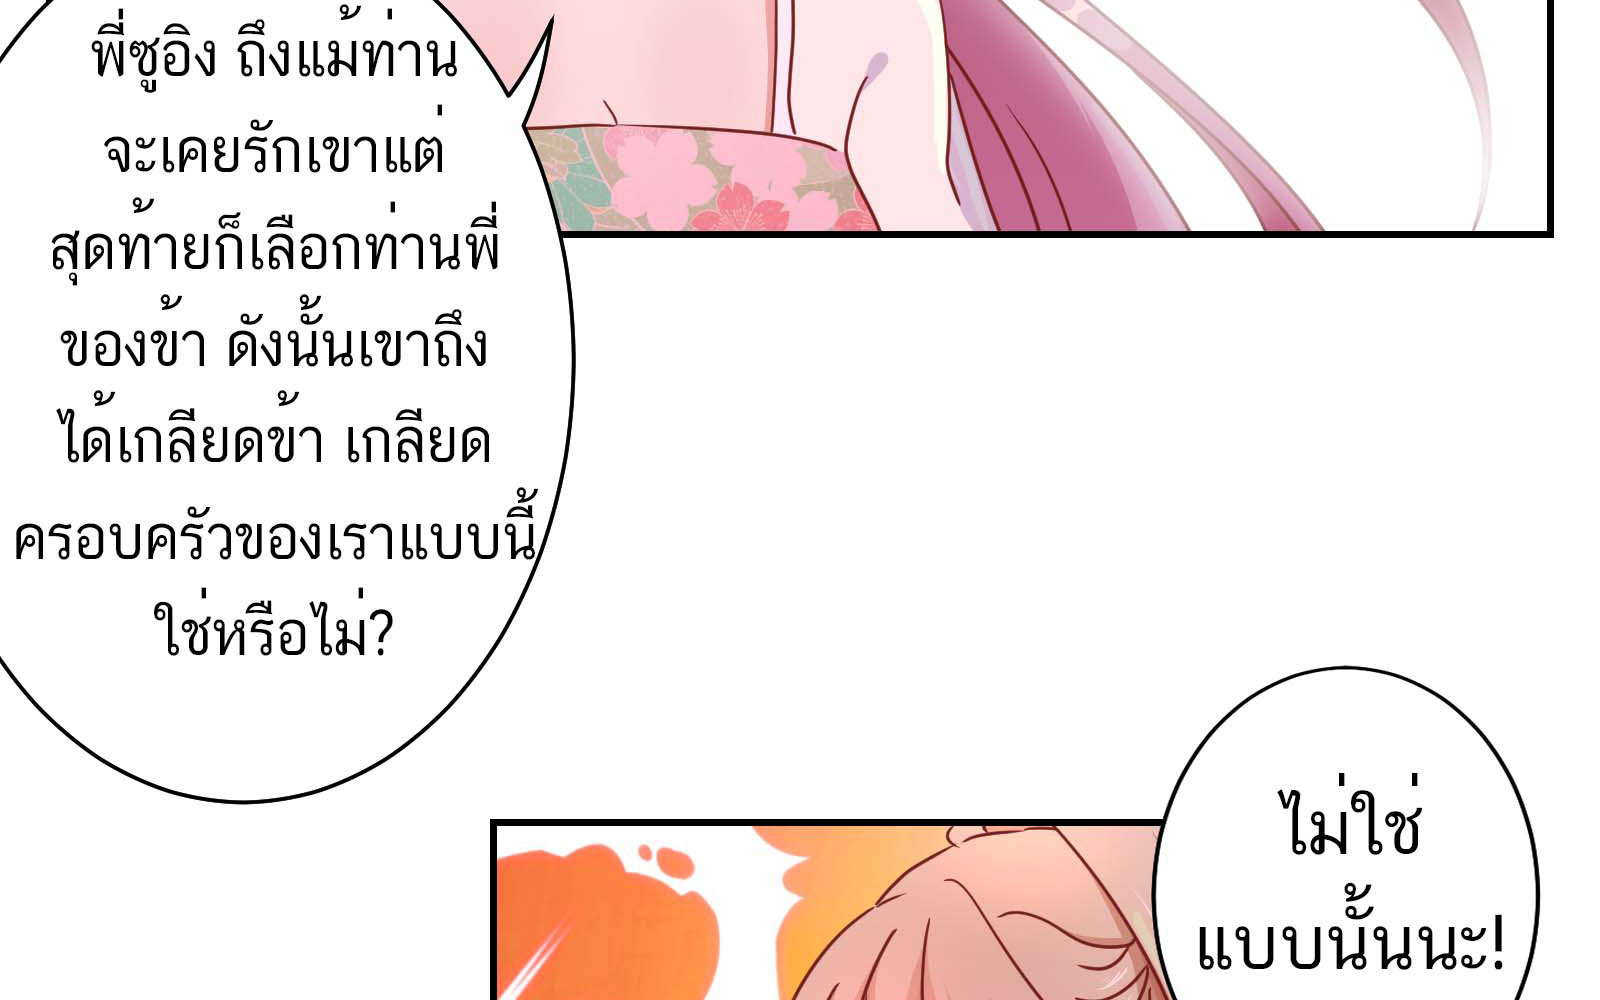 พี่ซูอิง ถึงแม้ท่าน
จะเคยรักเขาแต่
สุดท้ายก็เลือกท่านพี่
ของข้า ดังนั้นเขาถึง
ได้เกลียดข้า เกลียด
ครอบครัวของเราแบบนี้
ใช่หรือไม่?
ไม่ใช่
แบบนั้นนะ!